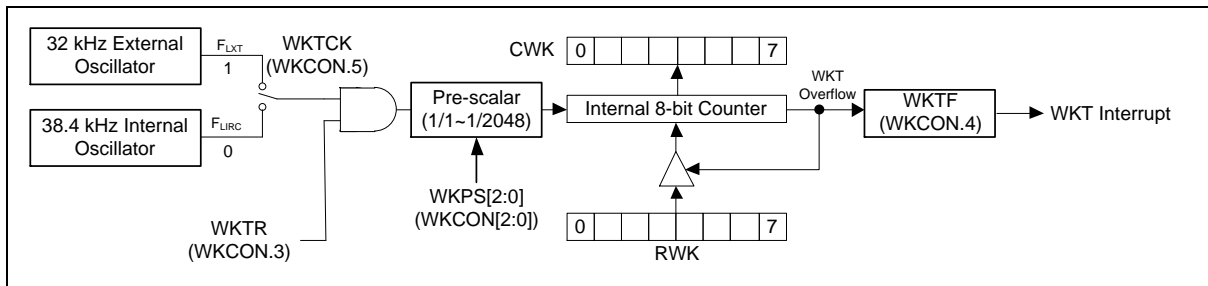 32 kHz External
Oscillator
FLXT
1
WKTCK
(WKCON.5)
38.4 kHz Internal
Oscillator
FLIRC
0
WKTR
(WKCON.3)
Pre-scalar
(1/1~1/2048)
WKPS[2:0]
(WKCON[2:0])
CWK
0
7
Internal 8-bit Counter
WKT
Overflow
0
7
RWK
WKTF
(WKCON.4)
WKT Interrupt